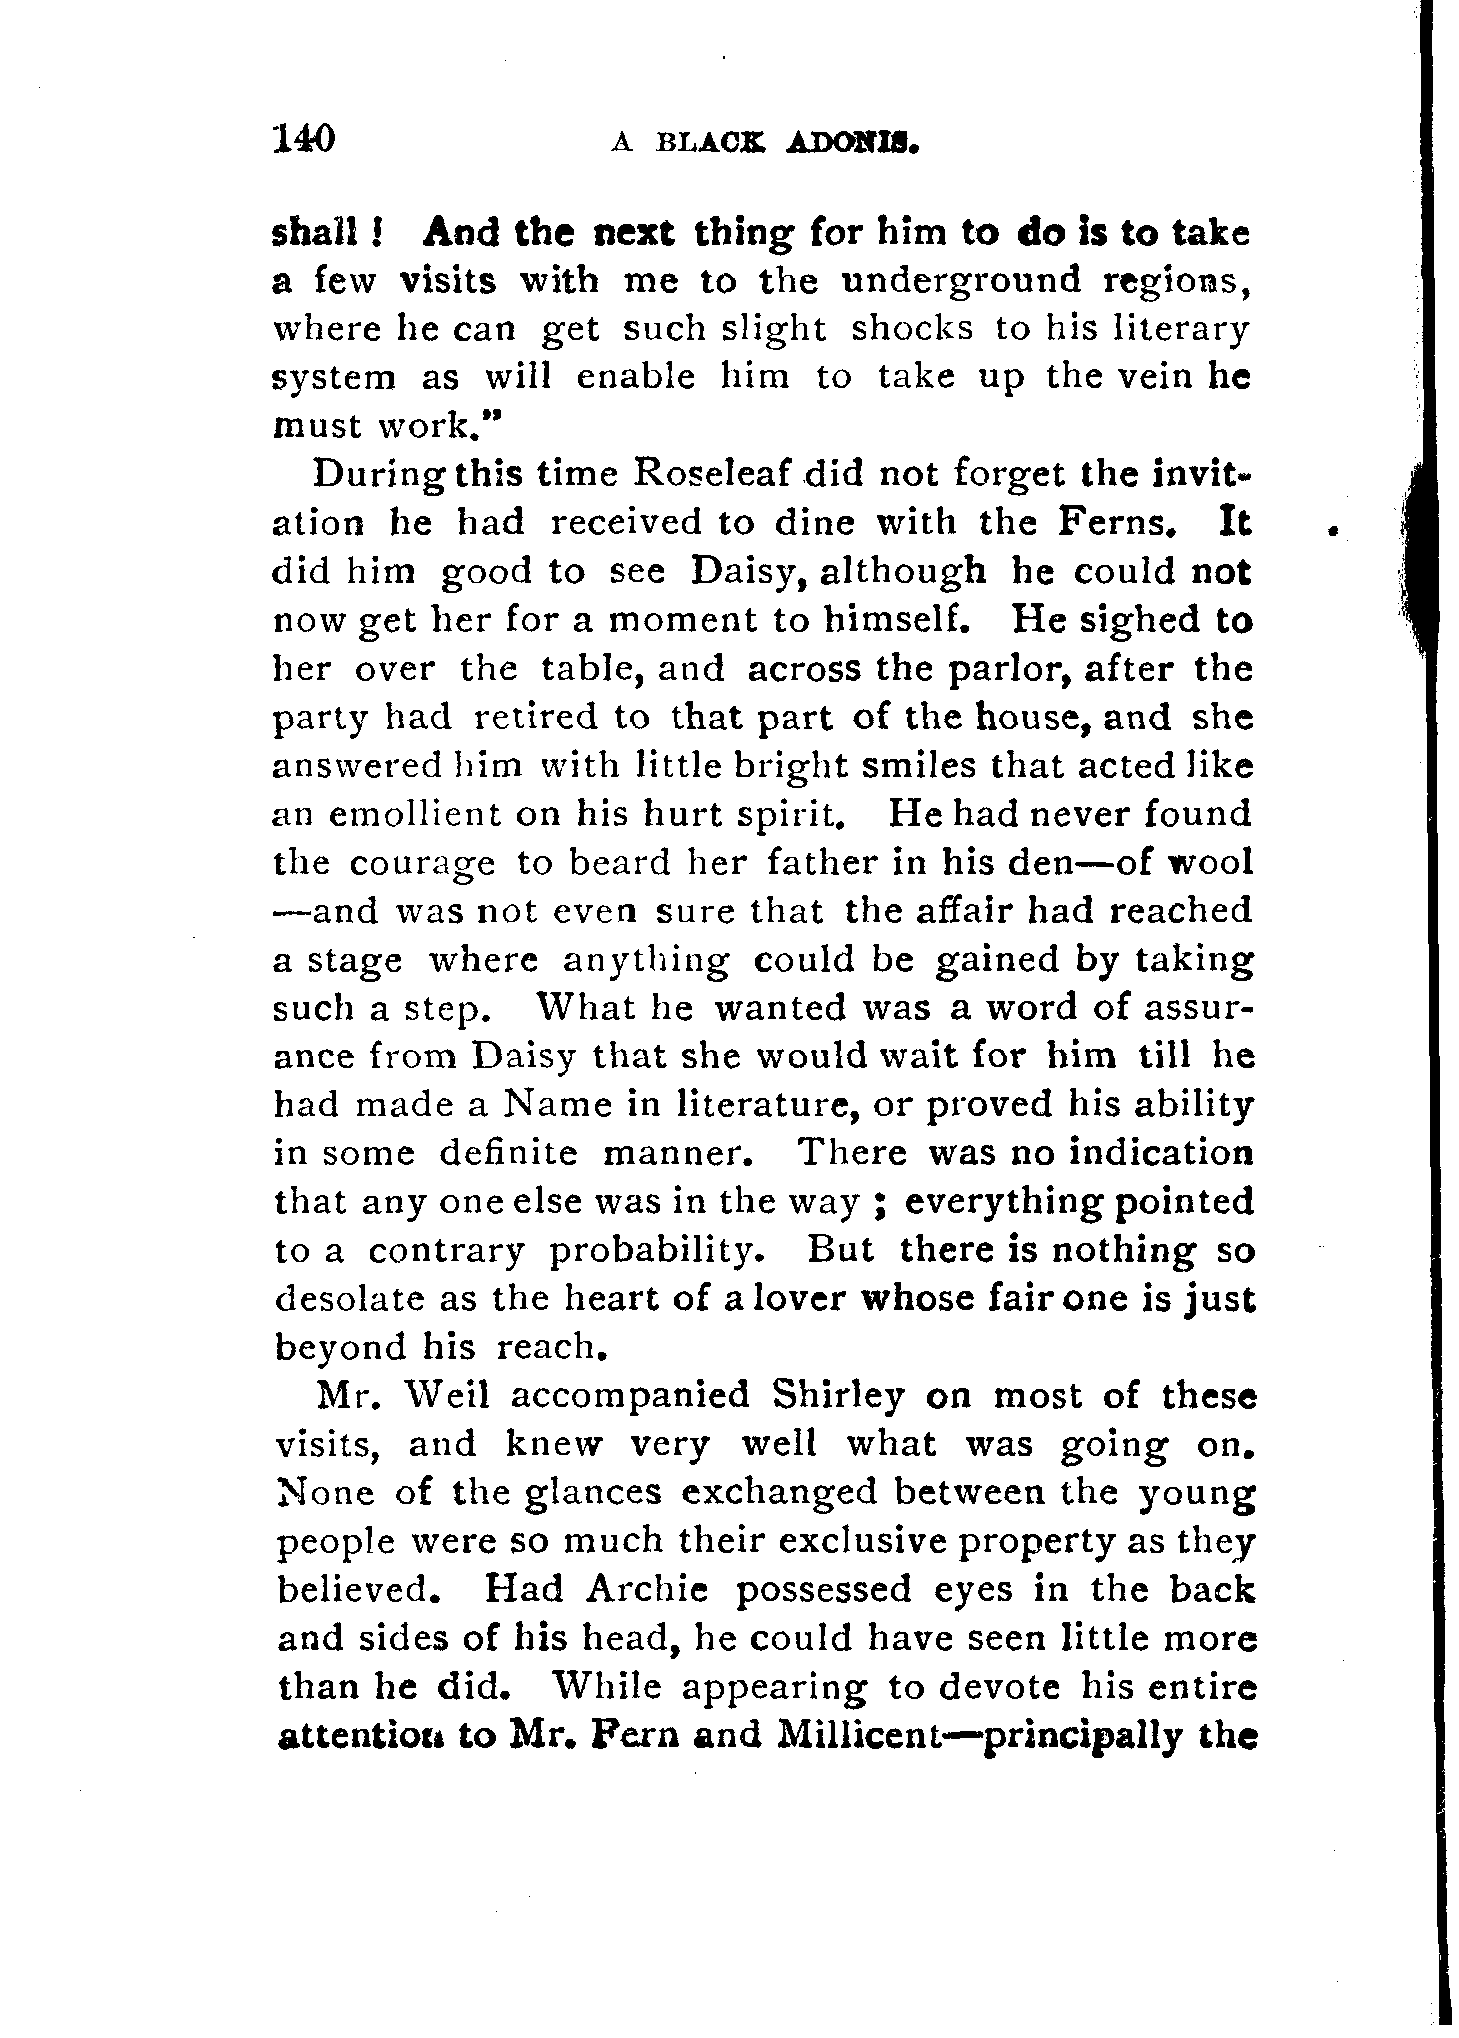 140 A BLACK ADONIS.
shall ! And the next thing for him to do is to take
a few visits with me to the underground regions,
where he can get such slight shocks to his literary
system as will enable him to take up the vein he
must work.”
During this time Roseleaf did not forget the invit-
ation he had received to dine with the Ferns. It
did him good to see Daisy, although he could not
now get her for a moment to himself. He sighed to
her over the table, and across the parlor, after the
party had retired to that part of the house, and she
answered him with little bright smiles that acted like
an emollient on his hurt spirit. He had never found
the courage to beard her father in his den—of wool
—and was not even sure that the affair had reached
a stage where anything could be gained by taking
such a step. What he wanted was a word of assur-
ance from Daisy that she would wait for him till he
had made a Name in literature, or proved his ability
in some definite manner. There was no indication
that any one else was in the way ; everything pointed
to a contrary probability. But there is nothing so
desolate as the heart of a lover whose fair one is just
beyond his reach.
Mr. Weil accompanied Shirley on most of these
visits, and knew very well what was going on.
None of the glances exchanged between the young
people were so much their exclusive property as they
believed. Had Archie possessed eyes in the back
and sides of his head, he could have seen little more
than he did. While appearing to devote his entire
attention to Mr. Fern and Millicent—principally the